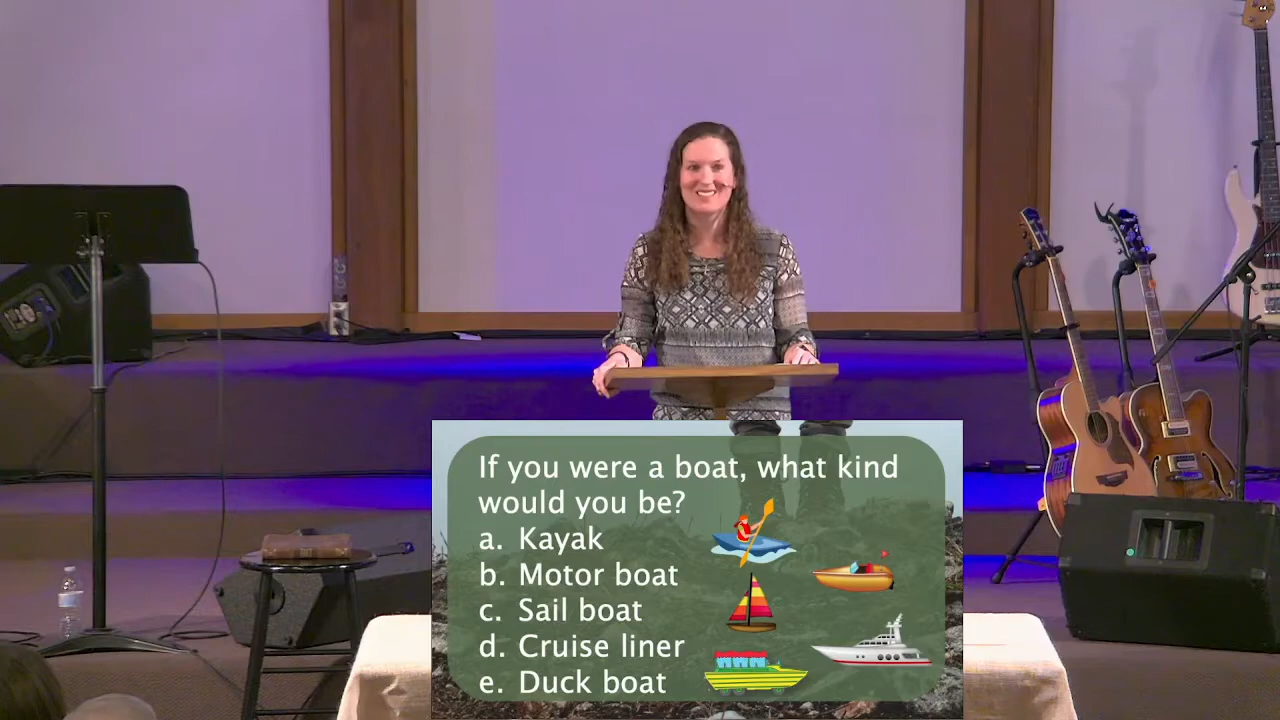 If you were a boat, what kind
would you be?
a. Kayak
b. Motor boat
c. Sail boat
d. Cruise liner
e. Duck boat